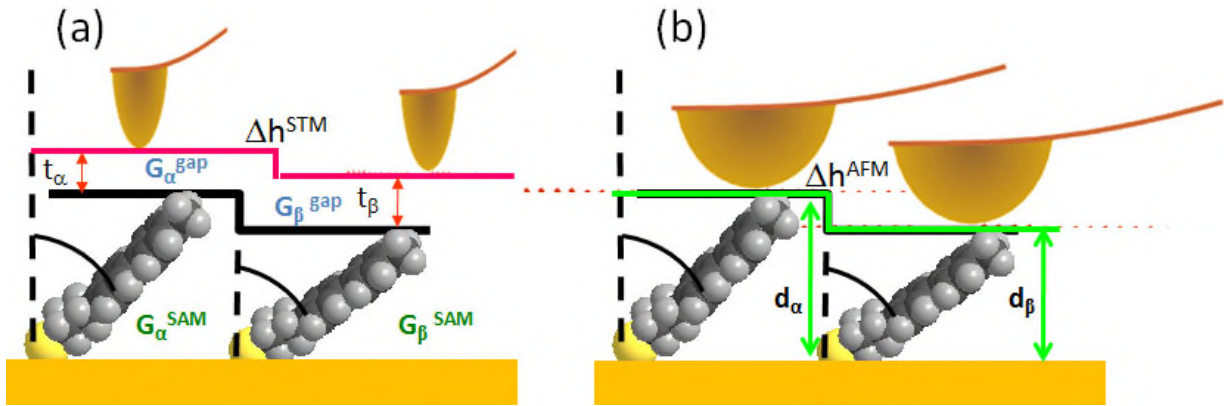 (a)
Δh^STM
t_α
G_α^gap
G_β^gap
t_β
G_α^SAM
G_β^SAM
(b)
Δh^AFM
d_α
d_β